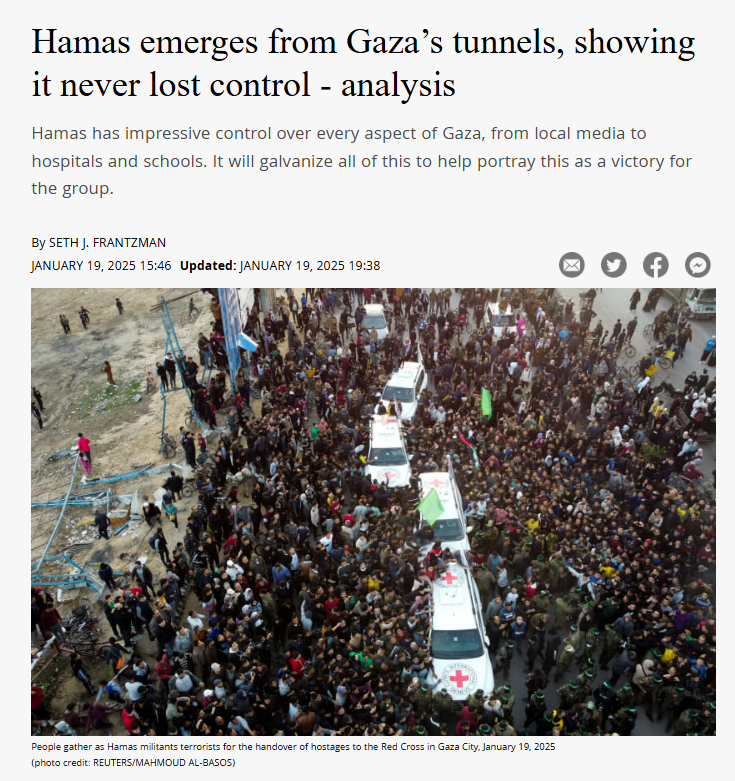 Hamas emerges from Gaza’s tunnels, showing
it never lost control - analysis
Hamas has impressive control over every aspect of Gaza, from local media to
hospitals and schools. It will galvanize all of this to help portray this as a victory for
the group.
By SETH J. FRANTZMAN
JANUARY 19, 2025 15:46 Updated: JANUARY 19, 2025 19:38
People gather as Hamas militants terrorists for the handover of hostages to the Red Cross in Gaza City, January 19, 2025
(photo credit: REUTERS/MAHMOUD AL-BASOS)